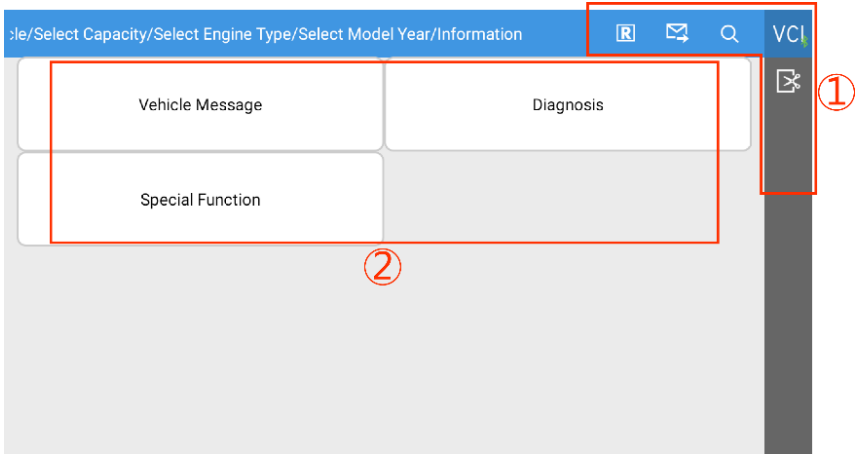 :le/Select Capacity/Select Engine Type/Select Model Year/Information
R
VCI
①
Vehicle Message
Diagnosis
Special Function
②